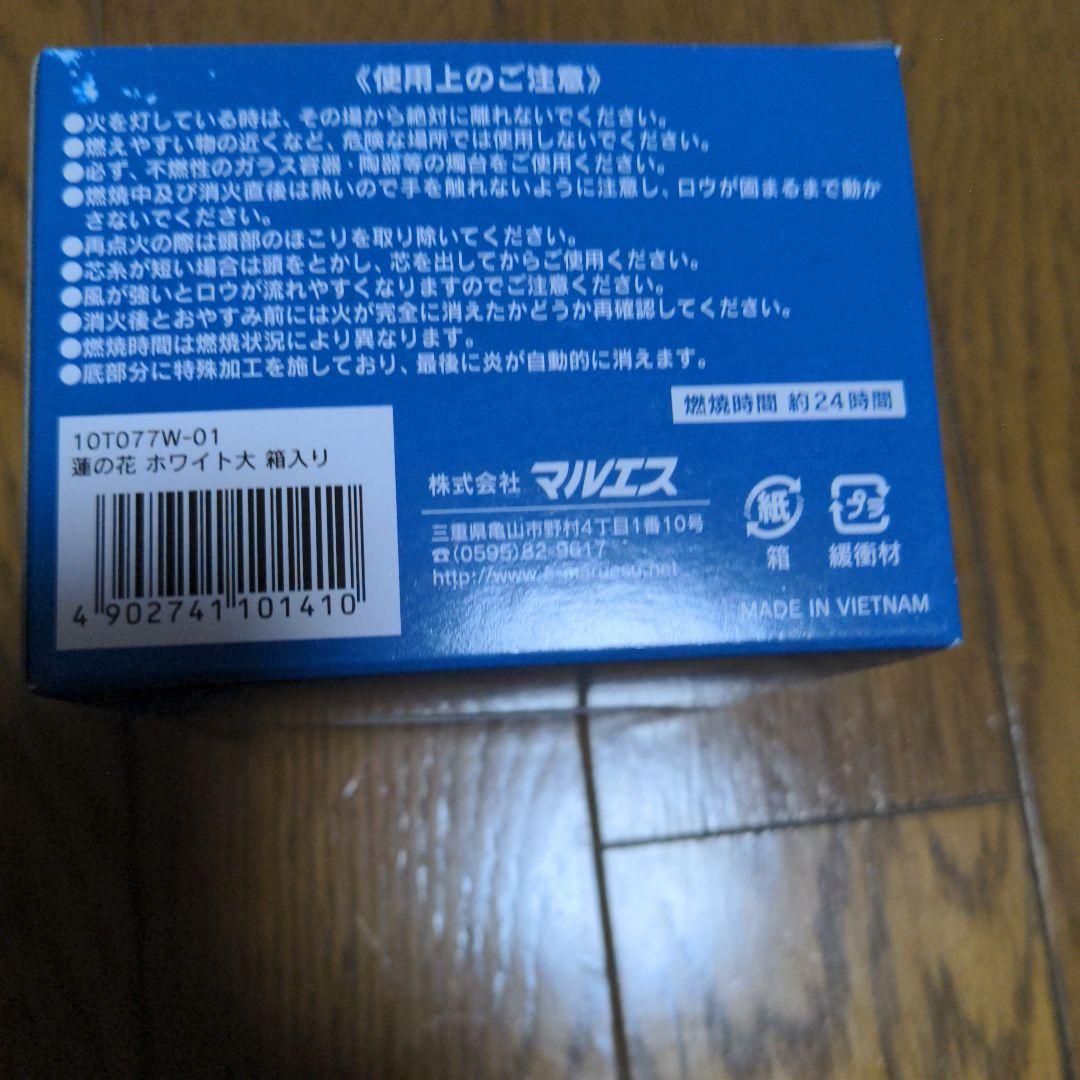 《使用上のご注意》
●火を灯している時は、その場から絶対に離れないでください。
●燃えやすい物の近くなど、危険な場所では使用しないでください。
●必ず、不燃性のガラス容器・陶器等の燭台をご使用ください。
●燃焼中及び消火直後は熱いので手を触れないように注意し、ロウが固まるまで動か
さないでください。
●再点火の際は頭部のほこりを取り除いてください。
●芯糸が短い場合は頭をとかし、芯を出してからご使用ください。
●風が強いとロウが流れやすくなりますのでご注意ください。
●消火後とおやすみ前には火が完全に消えたかどうか再確認してください。
●燃焼時間は燃焼状況により異なります。
●底部分に特殊加工を施しており、最後に炎が自動的に消えます。
燃焼時間 約24時間
10T077W-01
蓮の花 ホワイト大 箱入り
4 902741 101410
株式会社 マルエス
三重県亀山市野村4丁目1番10号
☎(0595)82-9617
http://www.e-maruesu.net
紙
箱
プラ
緩衝材
MADE IN VIETNAM